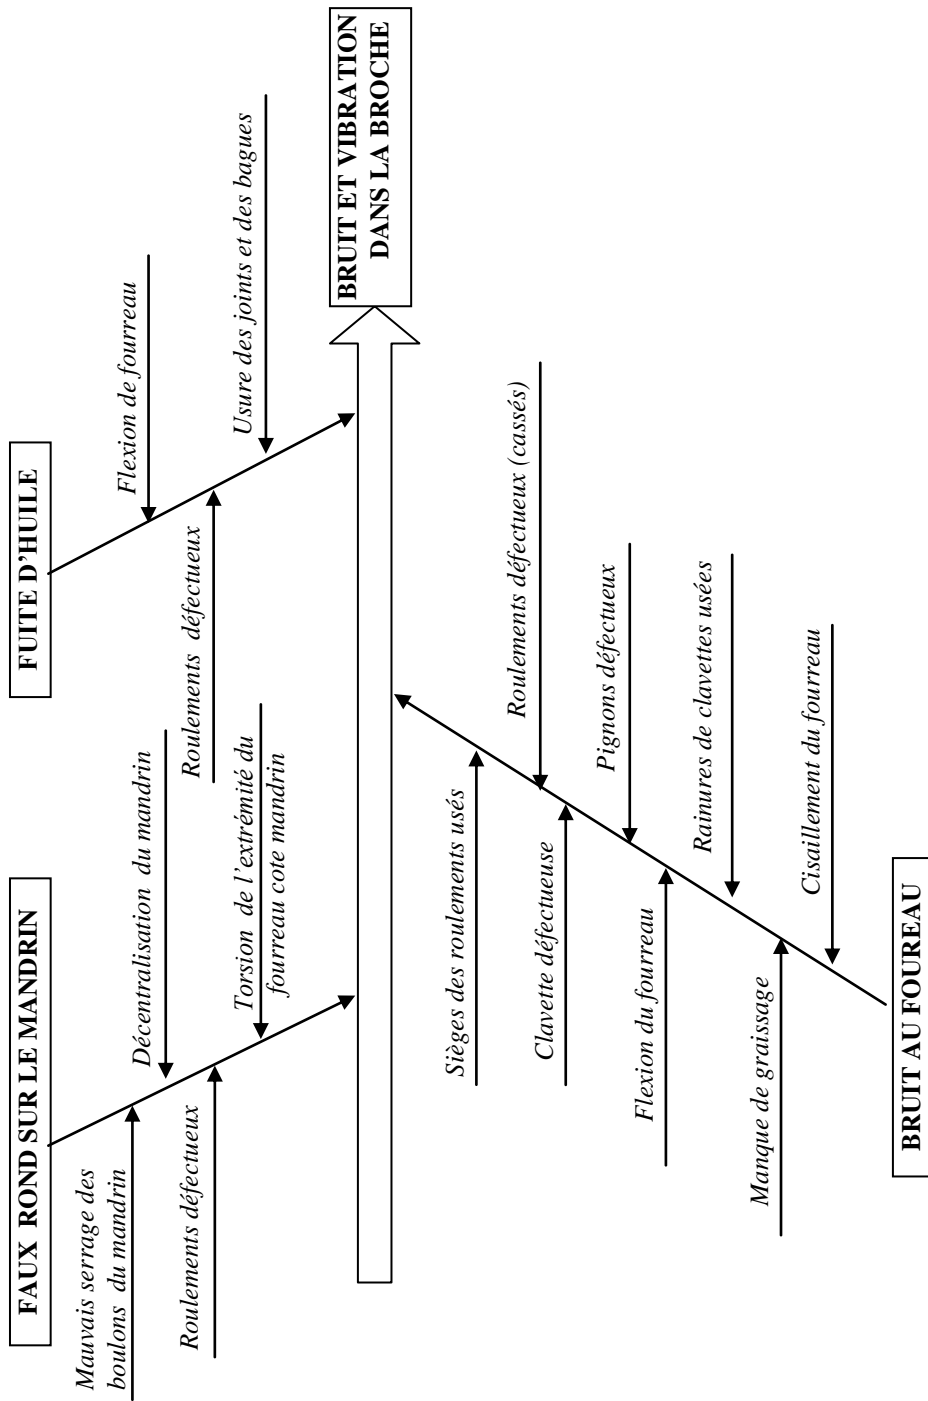 FAUX ROND SUR LE MANDRIN
FUITE D'HUILE
Mauvais serrage des
boulons du mandrin
Décentralisation du mandrin
Roulements défectueux
Torsion de l'extrémité du
fourreau cote mandrin
Flexion de fourreau
Roulements défectueux
Usure des joints et des bagues
BRUIT ET VIBRATION
DANS LA BROCHE
Sièges des roulements usés
Roulements défectueux (cassés)
Clavette défectueuse
Pignons défectueux
Flexion du fourreau
Rainures de clavettes usées
Manque de graissage
Cisaillement du fourreau
BRUIT AU FOUREAU